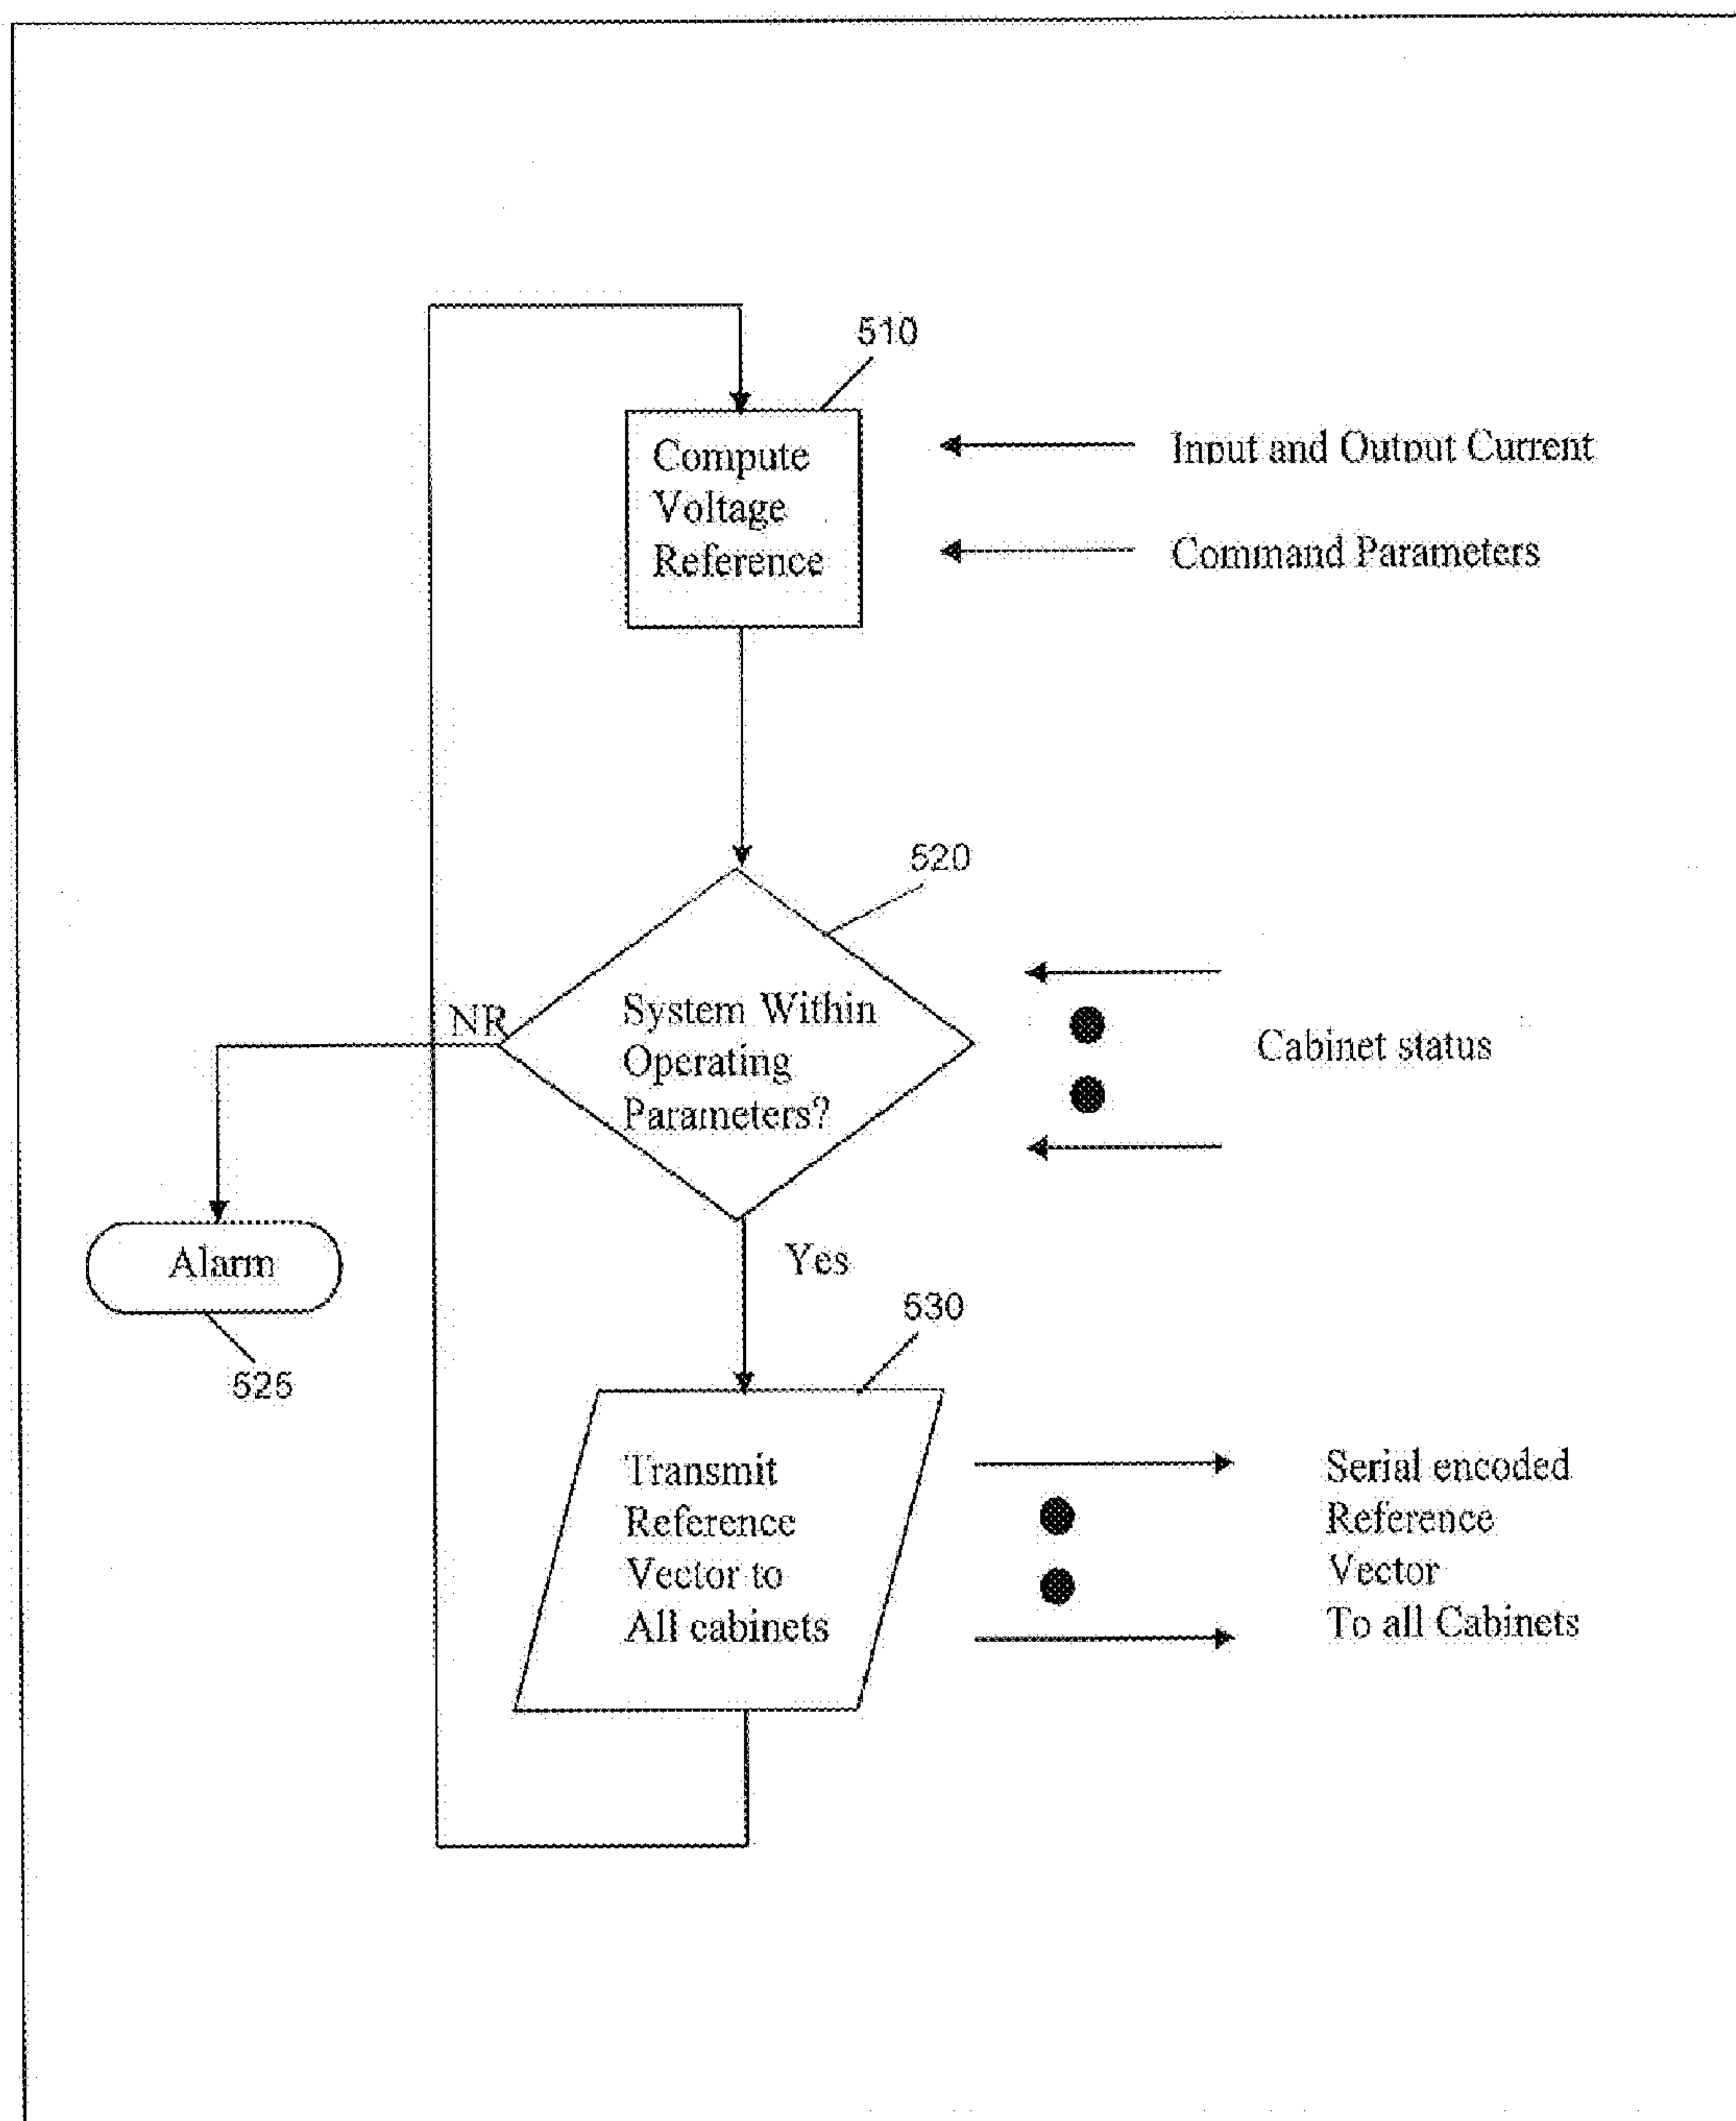 510
Compute
Voltage
Reference
Input and Output Current
Command Parameters
520
NR
System Within
Operating
Parameters?
Cabinet status
Yes
Alarm
525
530
Transmit
Reference
Vector to
All cabinets
Serial encoded
Reference
Vector
To all Cabinets